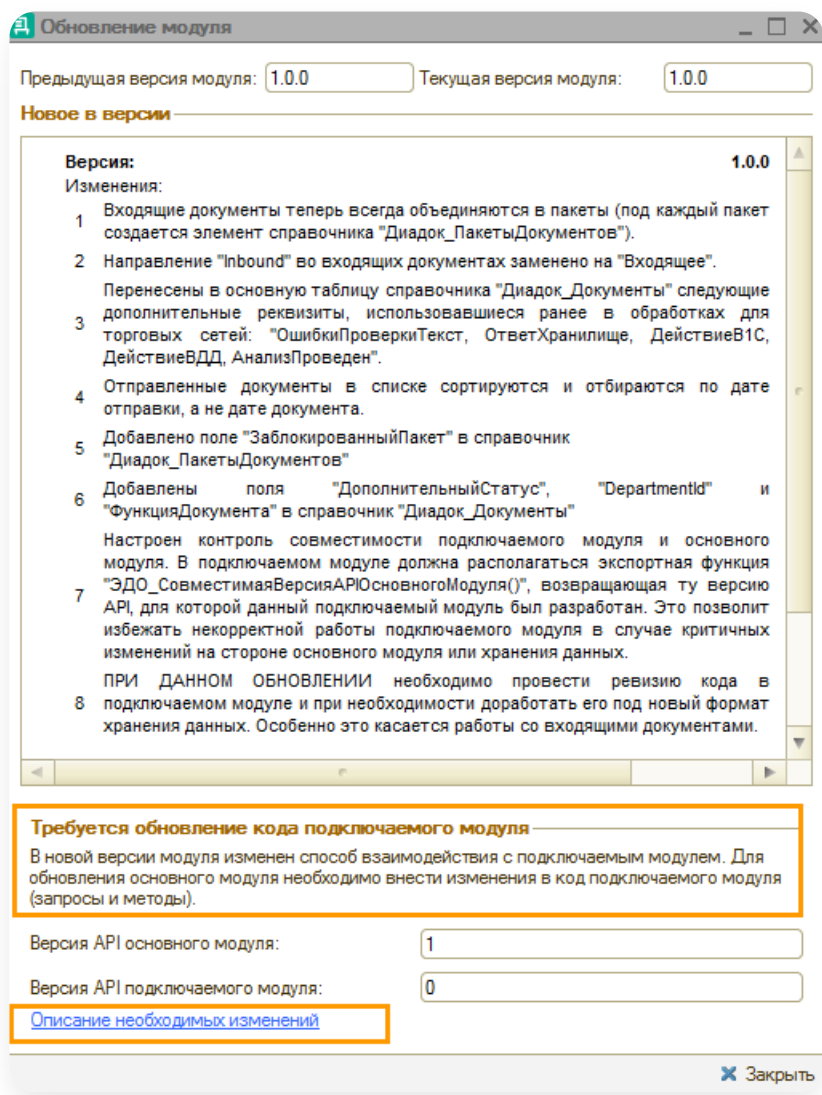 Обновление модуля
Предыдущая версия модуля: 1.0.0 Текущая версия модуля: 1.0.0
Новое в версии
Версия: 1.0.0
Изменения:
1 Входящие документы теперь всегда объединяются в пакеты (под каждый пакет
создается элемент справочника "Диадок_ПакетыДокументов").
2 Направление "Inbound" во входящих документах заменено на "Входящее".
3 Перенесены в основную таблицу справочника "Диадок_Документы" следующие
дополнительные реквизиты, использовавшиеся ранее в обработках для
торговых сетей: "ОшибкиПроверкиТекст, ОтветХранилище, ДействиеВ1С,
ДействиеВДД, АнализПроведен".
4 Отправленные документы в списке сортируются и отбираются по дате
отправки, а не дате документа.
5 Добавлено поле "ЗаблокированныйПакет" в справочник
"Диадок_ПакетыДокументов"
6 Добавлены поля "ДополнительныйСтатус", "DepartmentId" и
"ФункцияДокумента" в справочник "Диадок_Документы"
7 Настроен контроль совместимости подключаемого модуля и основного
модуля. В подключаемом модуле должна располагаться экспортная функция
"ЭДО_СовместимаяВерсияAPIОсновногоМодуля()", возвращающая ту версию
API, для которой данный подключаемый модуль был разработан. Это позволит
избежать некорректной работы подключаемого модуля в случае критичных
изменений на стороне основного модуля или хранения данных.
8 ПРИ ДАННОМ ОБНОВЛЕНИИ необходимо провести ревизию кода в
подключаемом модуле и при необходимости доработать его под новый формат
хранения данных. Особенно это касается работы со входящими документами.
Требуется обновление кода подключаемого модуля
В новой версии модуля изменен способ взаимодействия с подключаемым модулем. Для
обновления основного модуля необходимо внести изменения в код подключаемого модуля
(запросы и методы).
Версия API основного модуля: 1
Версия API подключаемого модуля: 0
Описание необходимых изменений
Закрыть